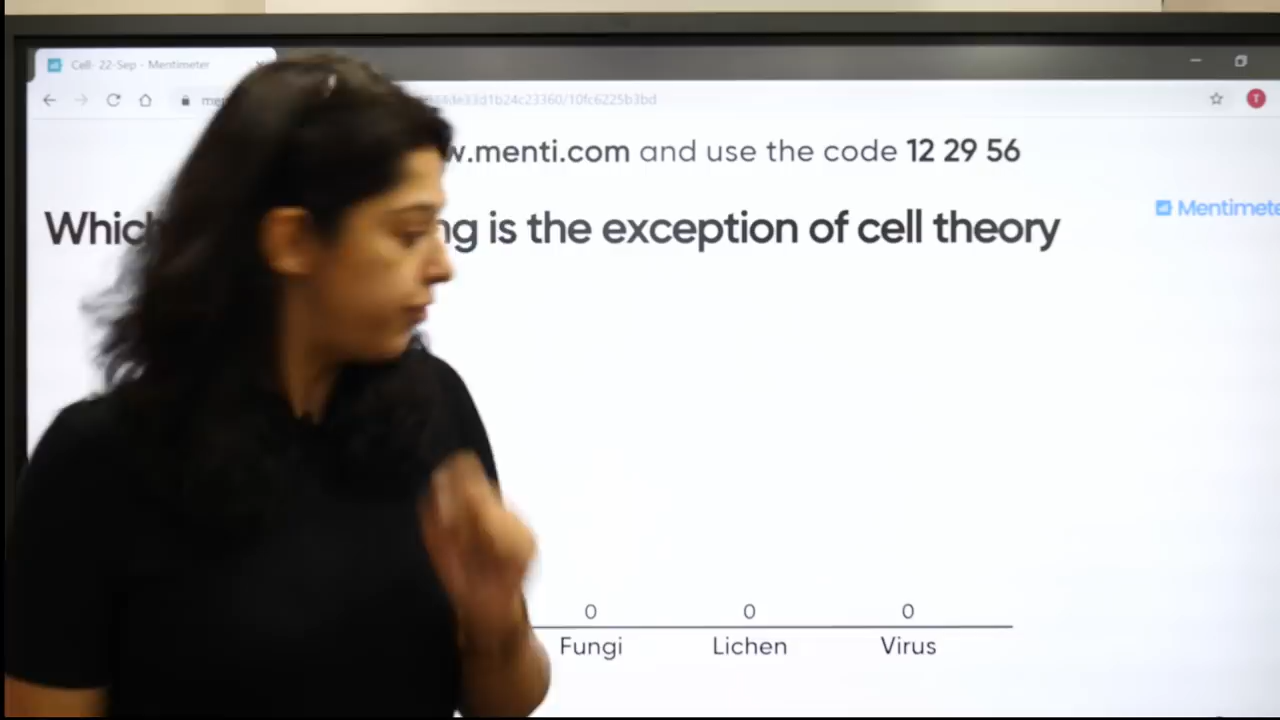 Cell- 22-Sep - Mentimeter
w.menti.com and use the code 12 29 56
Mentimete
Which ng is the exception of cell theory
0 0 0
Fungi Lichen Virus
T